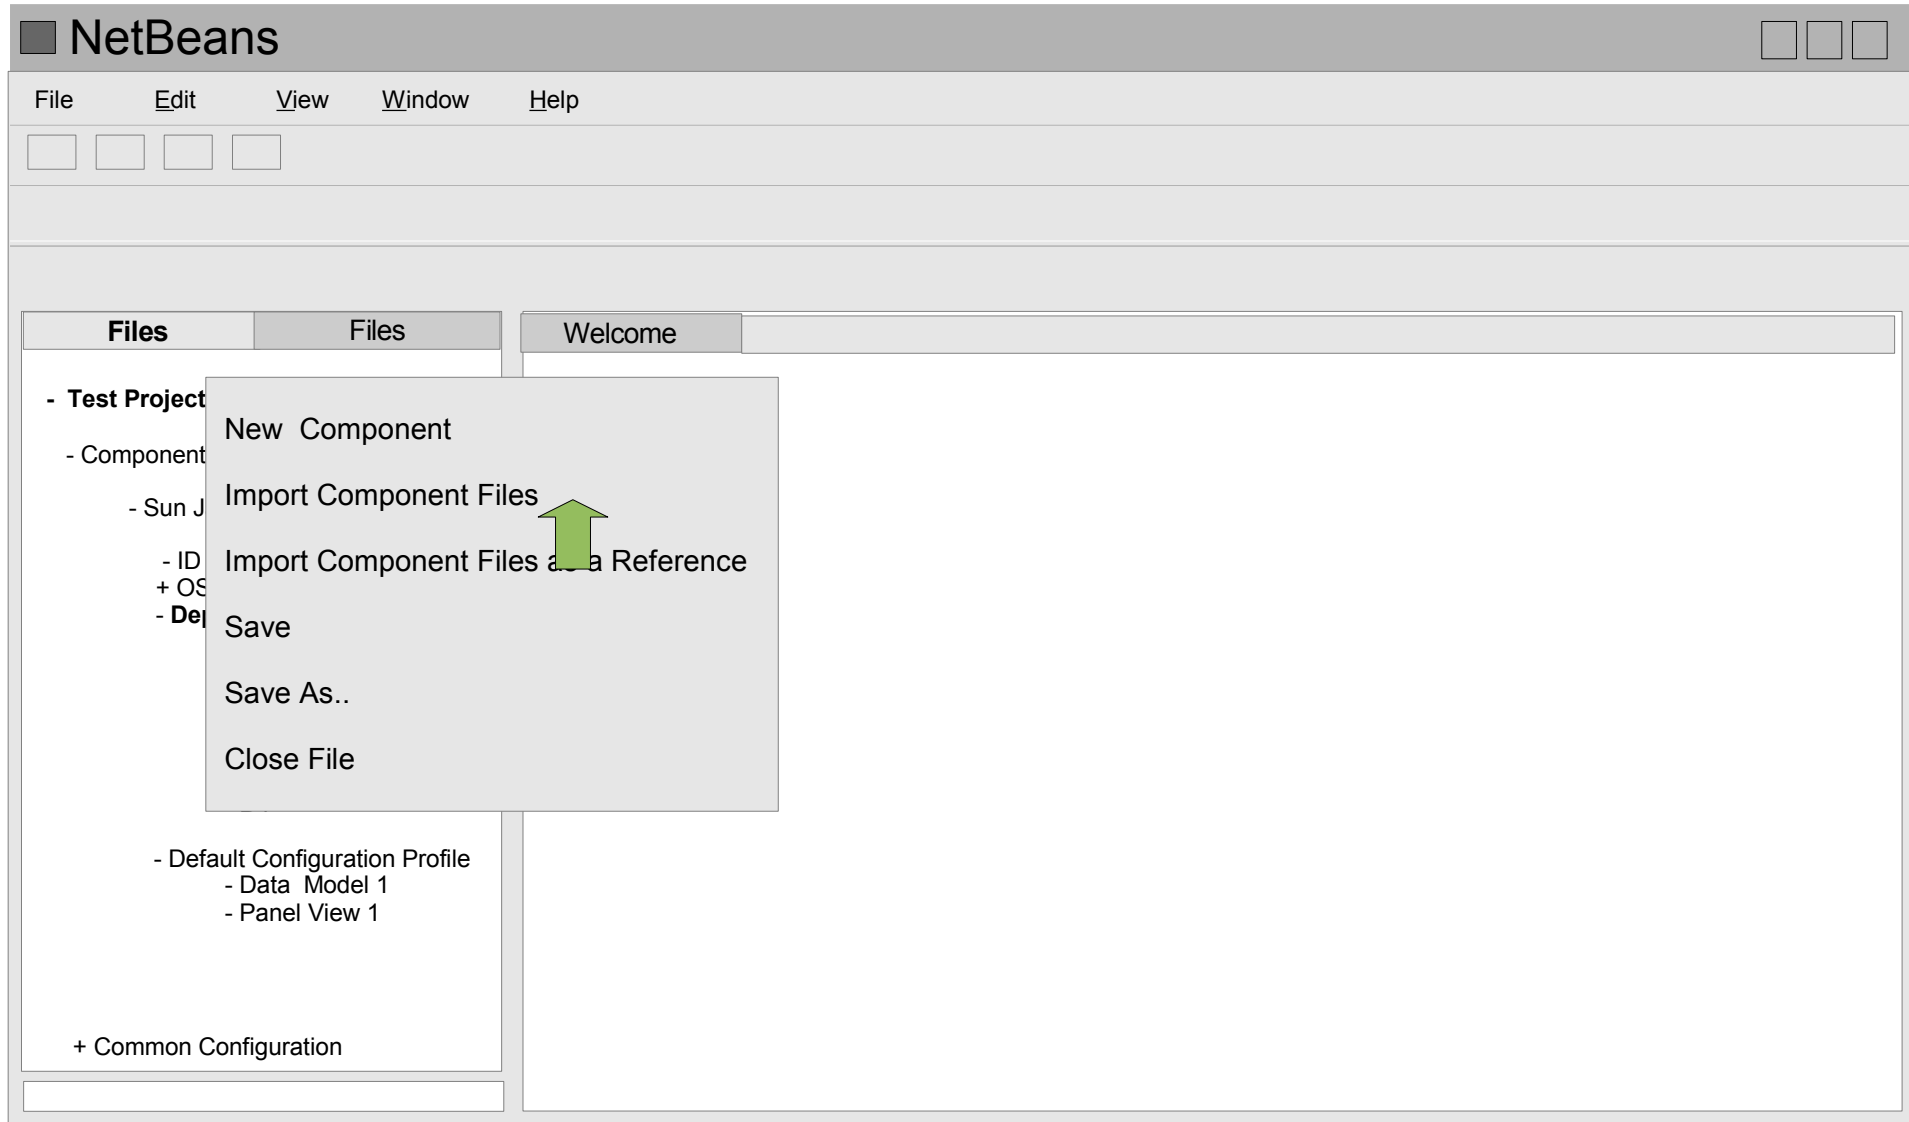 NetBeans
File Edit View Window Help
Files Files Welcome
- Test Project
- Component
- Sun J
- ID
+ OS
- Dep
New  Component
Import Component Files
Import Component Files as a Reference
Save
Save As..
Close File
- Default Configuration Profile
- Data  Model 1
- Panel View 1
+ Common Configuration